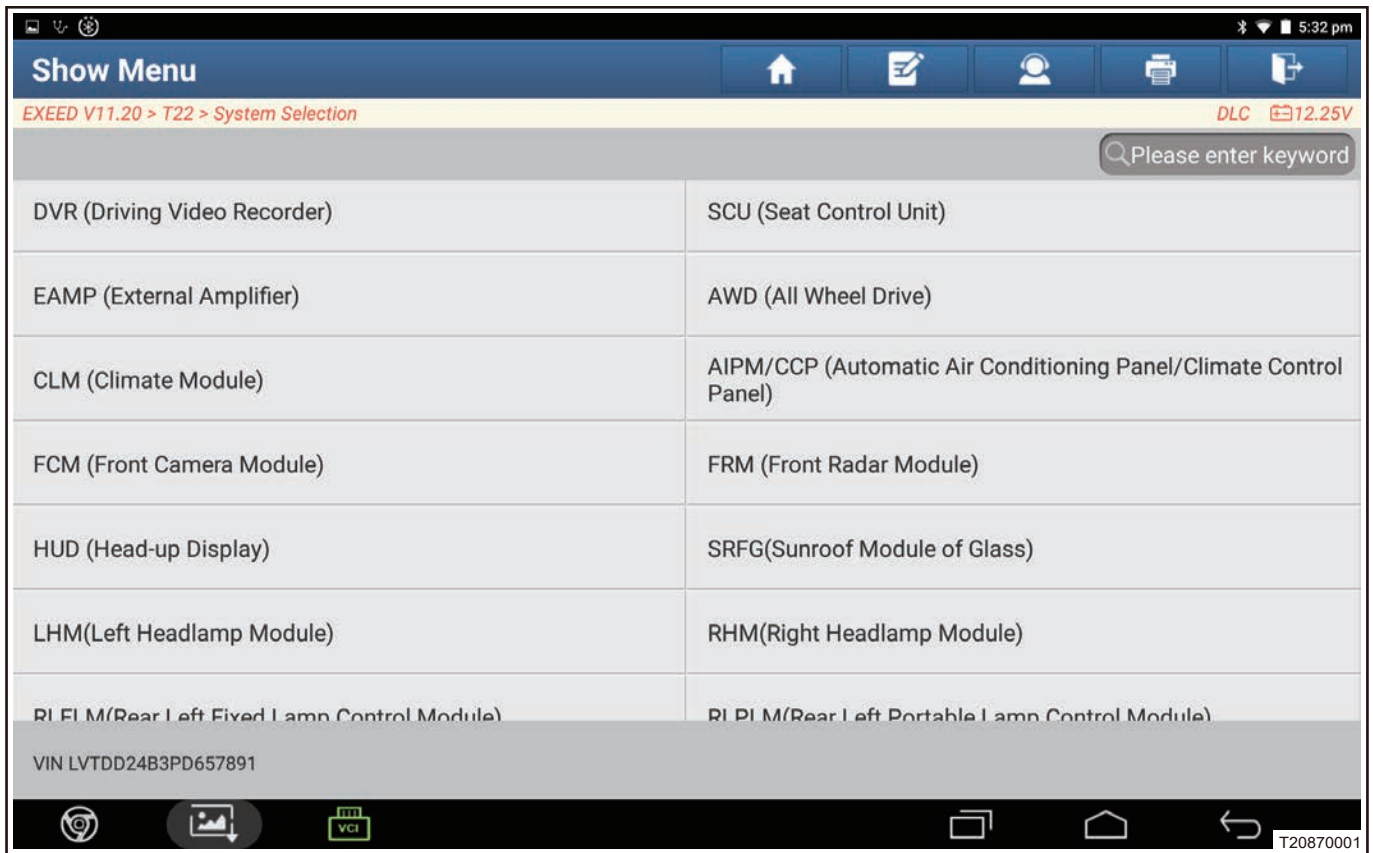 5:32 pm
Show Menu
EXEED V11.20 > T22 > System Selection
DLC 12.25V
Please enter keyword
DVR (Driving Video Recorder)
SCU (Seat Control Unit)
EAMP (External Amplifier)
AWD (All Wheel Drive)
CLM (Climate Module)
AIPM/CCP (Automatic Air Conditioning Panel/Climate Control
Panel)
FCM (Front Camera Module)
FRM (Front Radar Module)
HUD (Head-up Display)
SRFG(Sunroof Module of Glass)
LHM(Left Headlamp Module)
RHM(Right Headlamp Module)
RLFLM(Rear Left Fixed Lamp Control Module)
RLPLM(Rear Left Portable Lamp Control Module)
VIN LVTDD24B3PD657891
VCI
T20870001